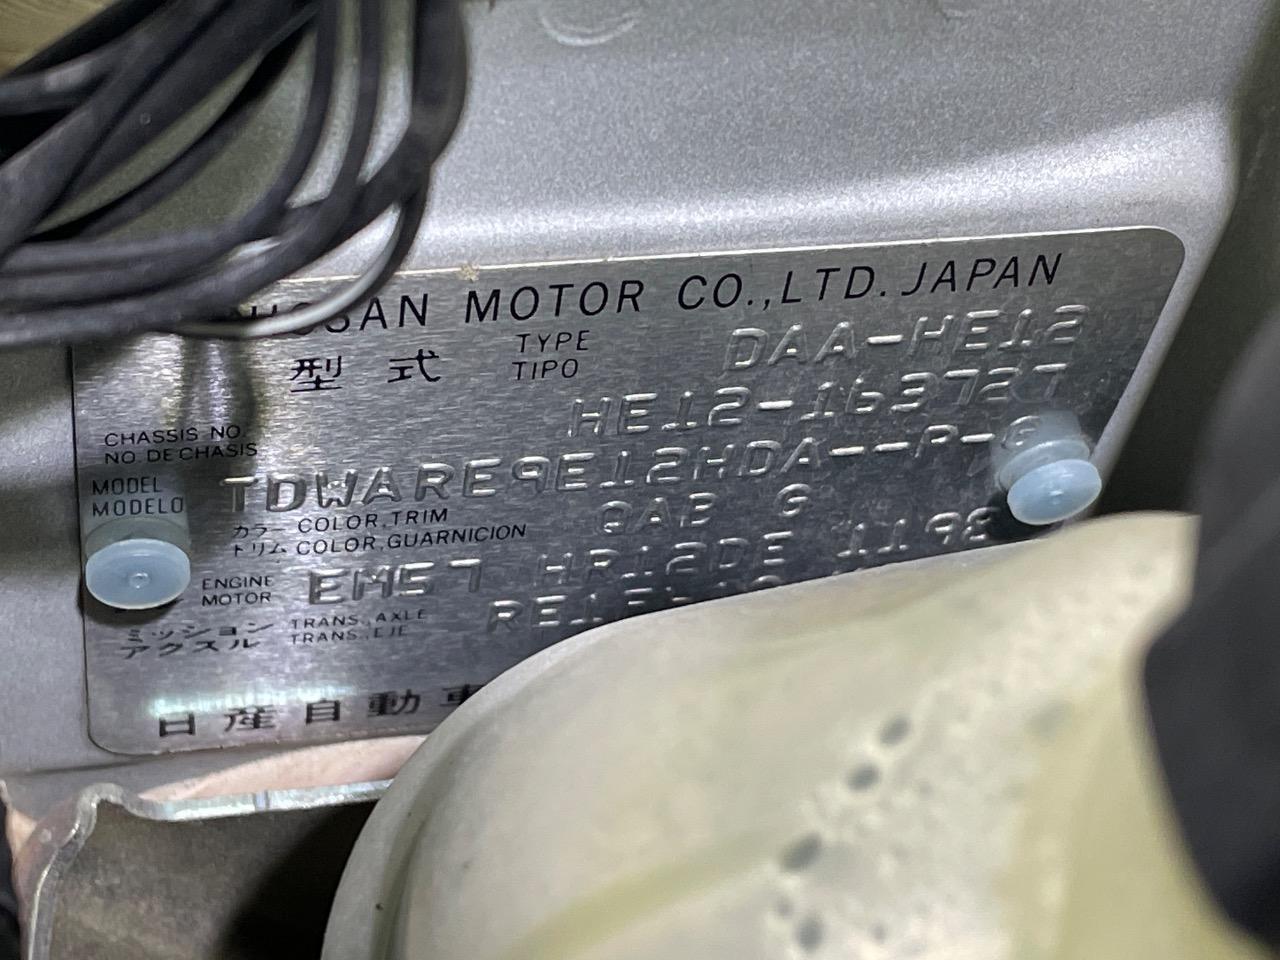 SAN MOTOR CO.,LTD. JAPAN
型式 TYPE TIPO DAA-HE12
CHASSIS NO. NO. DE CHASIS HE12-163727
MODEL MODELO TDWARE9E12HDA--P-
カラー COLOR,TRIM
トリム COLOR,GUARNICION QAB G
ENGINE MOTOR EM57 HR12DE 1198
ミッション TRANS.,AXLE
アクスル TRANS.,EJE
日産自動車